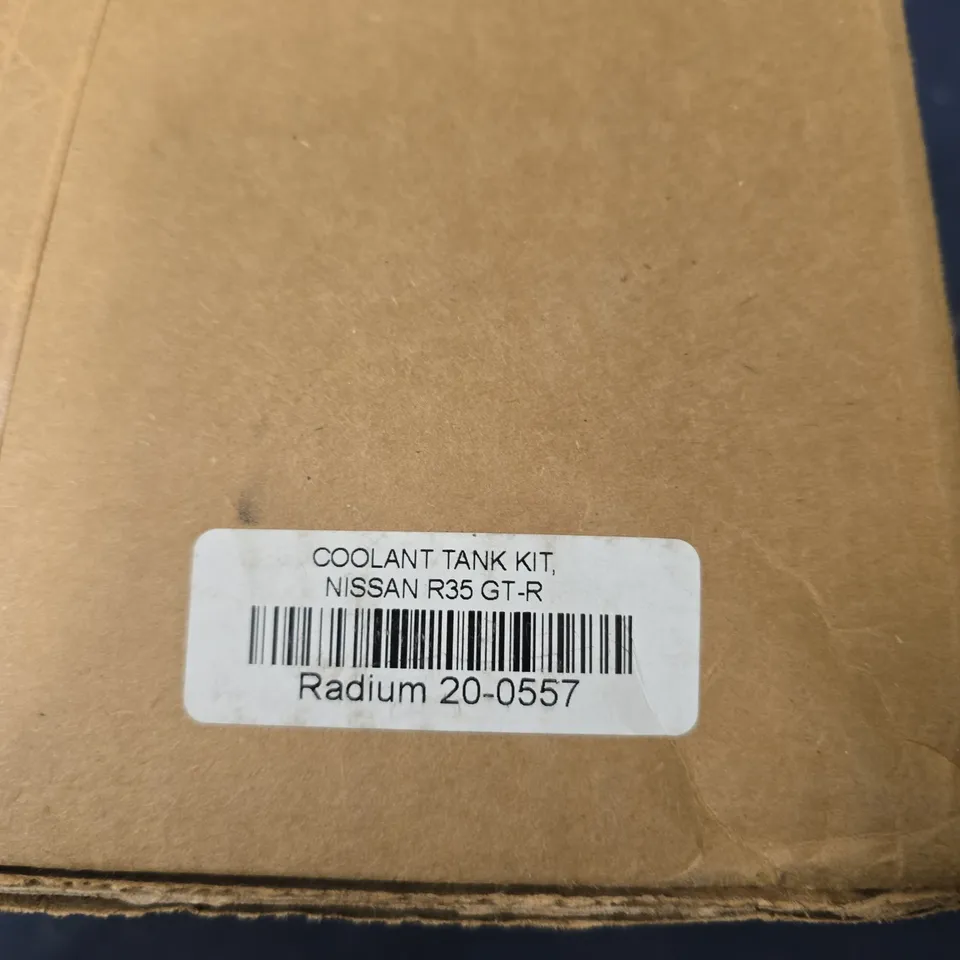 COOLANT TANK KIT,
NISSAN R35 GT-R
Radium 20-0557